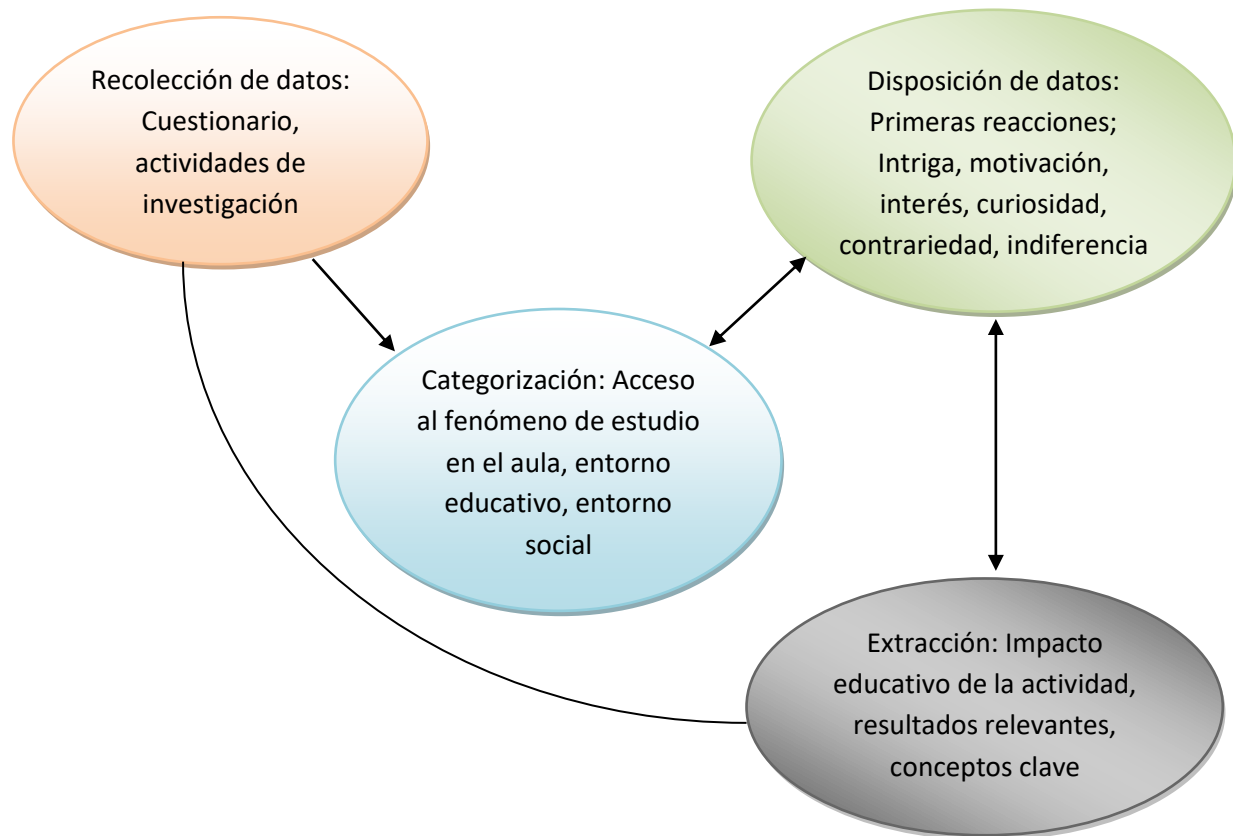 Recolección de datos:
Cuestionario,
actividades de
investigación
Disposición de datos:
Primeras reacciones;
Intriga, motivación,
interés, curiosidad,
contrariedad, indiferencia
Categorización: Acceso
al fenómeno de estudio
en el aula, entorno
educativo, entorno
social
Extracción: Impacto
educativo de la actividad,
resultados relevantes,
conceptos clave